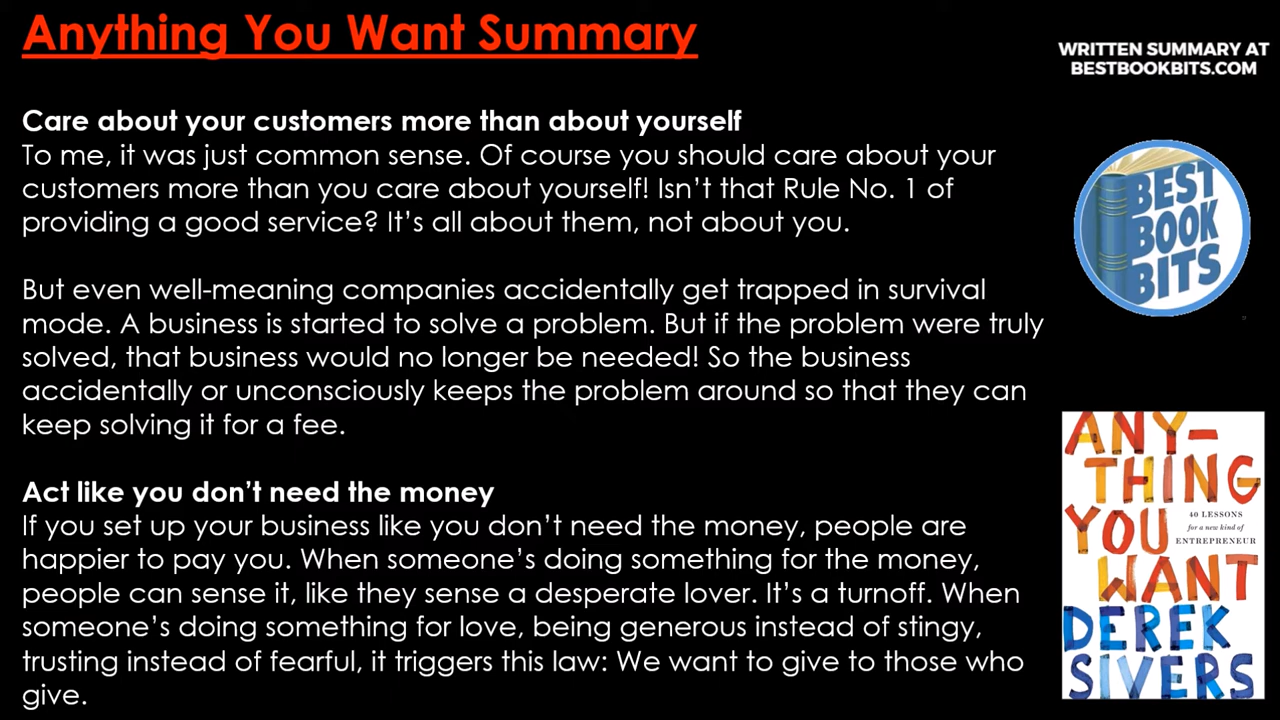 Anything You Want Summary
WRITTEN SUMMARY AT
BESTBOOKBITS.COM
Care about your customers more than about yourself
To me, it was just common sense. Of course you should care about your
customers more than you care about yourself! Isn't that Rule No. 1 of
providing a good service? It's all about them, not about you.
But even well-meaning companies accidentally get trapped in survival
mode. A business is started to solve a problem. But if the problem were truly
solved, that business would no longer be needed! So the business
accidentally or unconsciously keeps the problem around so that they can
keep solving it for a fee.
Act like you don't need the money
If you set up your business like you don't need the money, people are
happier to pay you. When someone's doing something for the money,
people can sense it, like they sense a desperate lover. It's a turnoff. When
someone's doing something for love, being generous instead of stingy,
trusting instead of fearful, it triggers this law: We want to give to those who
give.
BEST
BOOK
BITS
ANY-
THING
YOU
40 LESSONS
for a new kind of
ENTREPRENEUR
WANT
DEREK
SIVERS